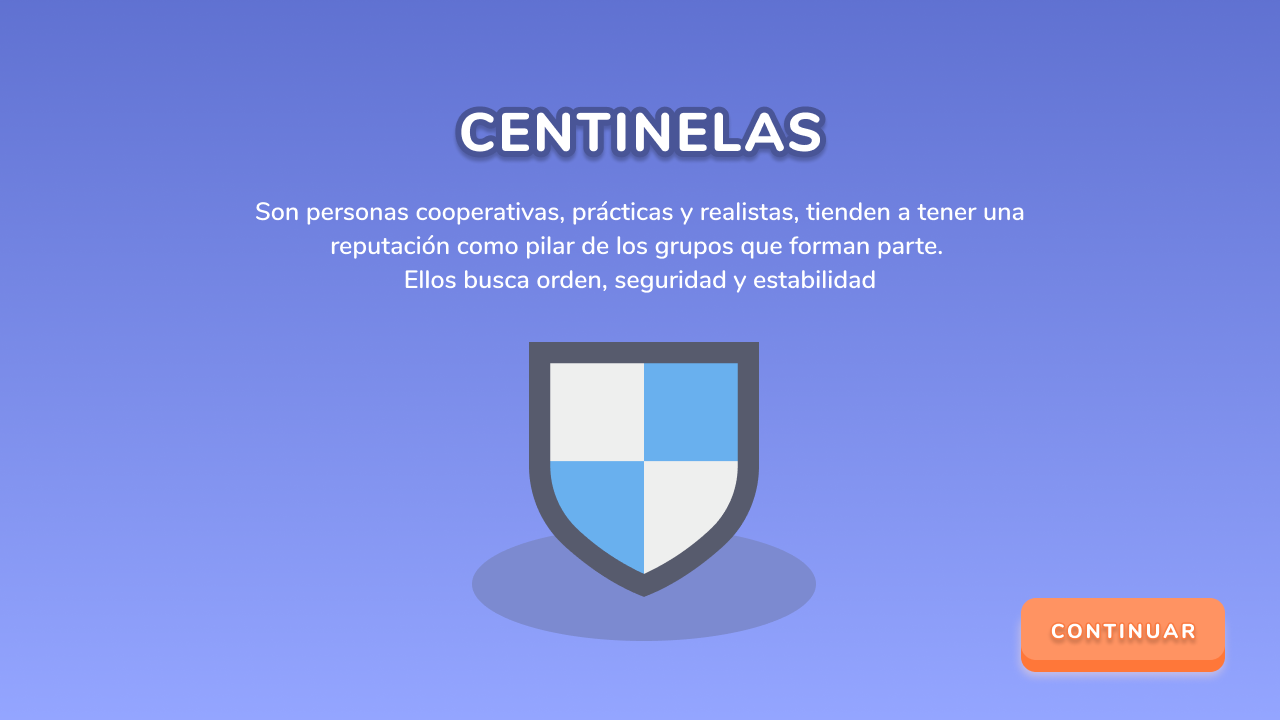 CENTINELAS
Son personas cooperativas, prácticas y realistas, tienden a tener una
reputación como pilar de los grupos que forman parte.
Ellos busca orden, seguridad y estabilidad
CONTINUAR